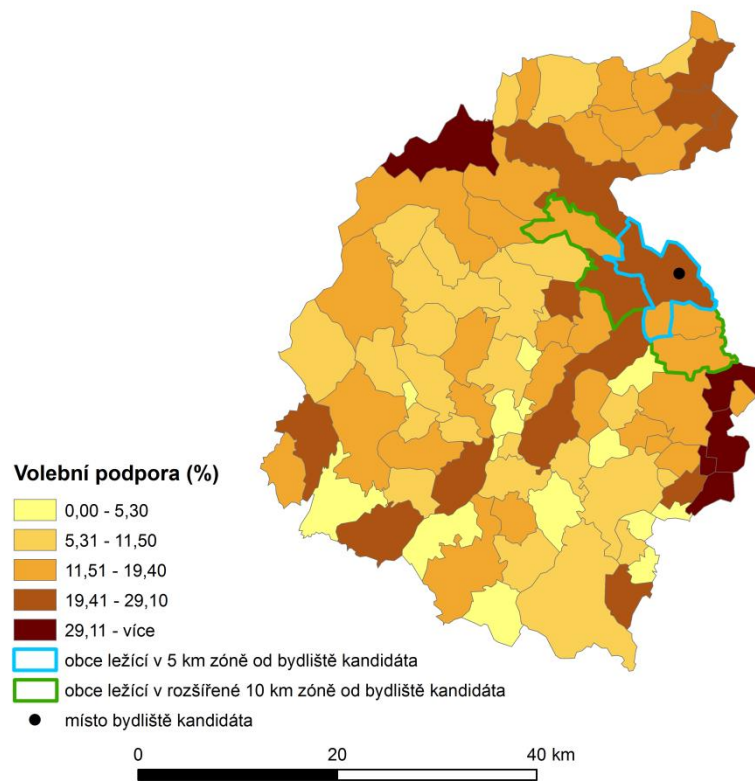 Volební podpora (%)
0,00 - 5,30
5,31 - 11,50
11,51 - 19,40
19,41 - 29,10
29,11 - více
obce ležící v 5 km zóně od bydliště kandidáta
obce ležící v rozšířené 10 km zóně od bydliště kandidáta
místo bydliště kandidáta
0 20 40 km